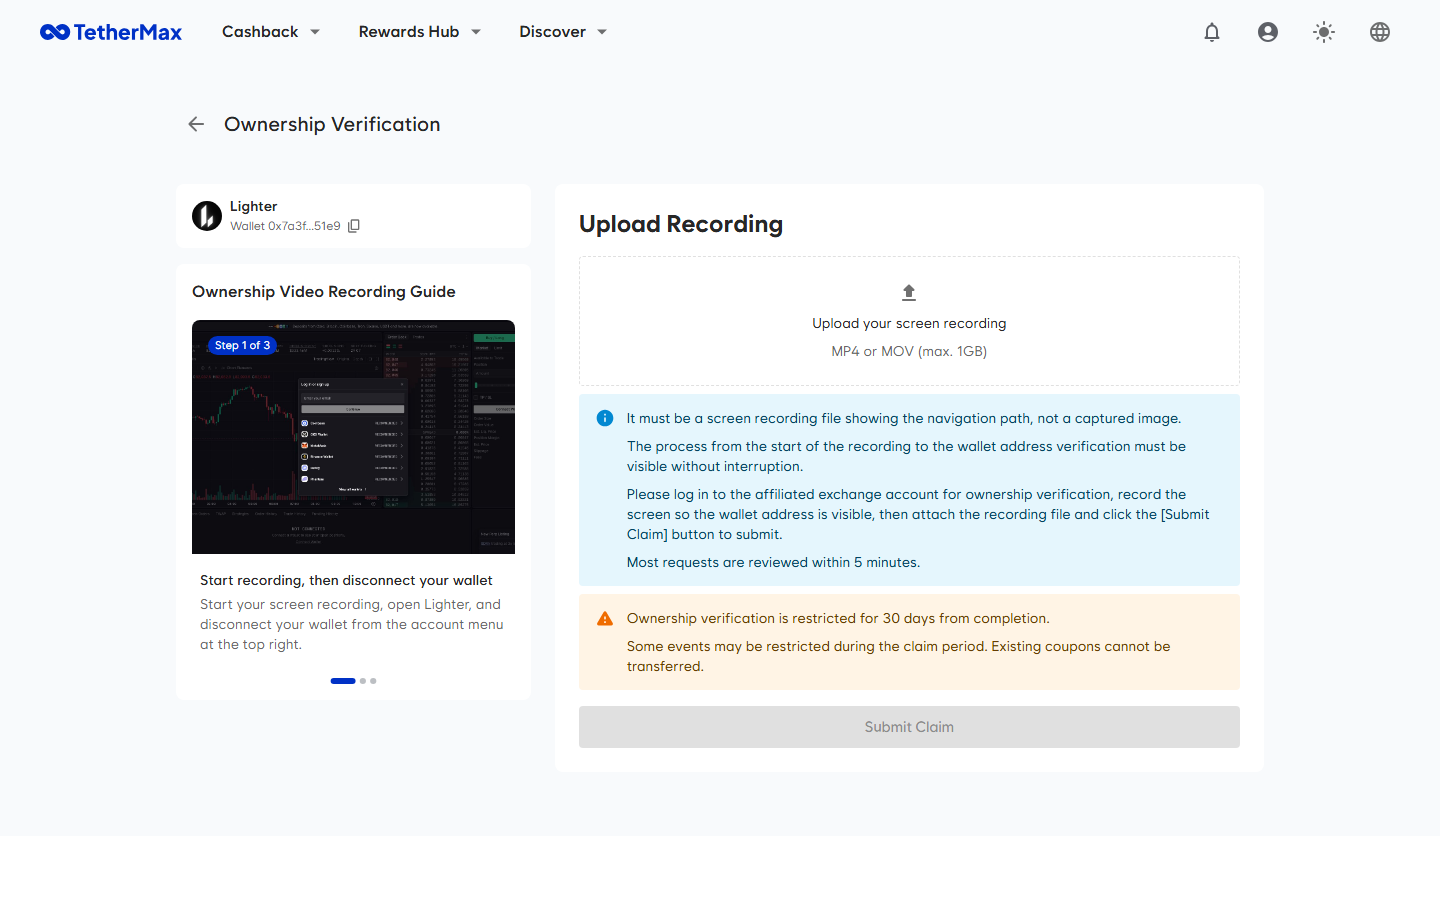 TetherMax
Cashback
Rewards Hub
Discover
Ownership Verification
Lighter
Wallet 0x7a3f...51e9
Ownership Video Recording Guide
Step 1 of 3
Log in or sign up
Continue
Start recording, then disconnect your wallet
Start your screen recording, open Lighter, and
disconnect your wallet from the account menu
at the top right.
Upload Recording
Upload your screen recording
MP4 or MOV (max. 1GB)
It must be a screen recording file showing the navigation path, not a captured image.
The process from the start of the recording to the wallet address verification must be
visible without interruption.
Please log in to the affiliated exchange account for ownership verification, record the
screen so the wallet address is visible, then attach the recording file and click the [Submit
Claim] button to submit.
Most requests are reviewed within 5 minutes.
Ownership verification is restricted for 30 days from completion.
Some events may be restricted during the claim period. Existing coupons cannot be
transferred.
Submit Claim